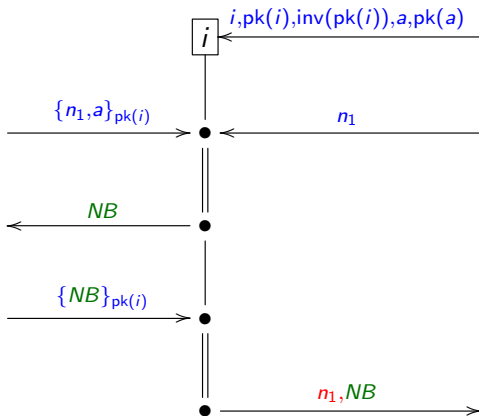 i
i,pk(i),inv(pk(i)),a,pk(a)
{n₁,a}pk(i)
n₁
NB
{NB}pk(i)
n₁,NB